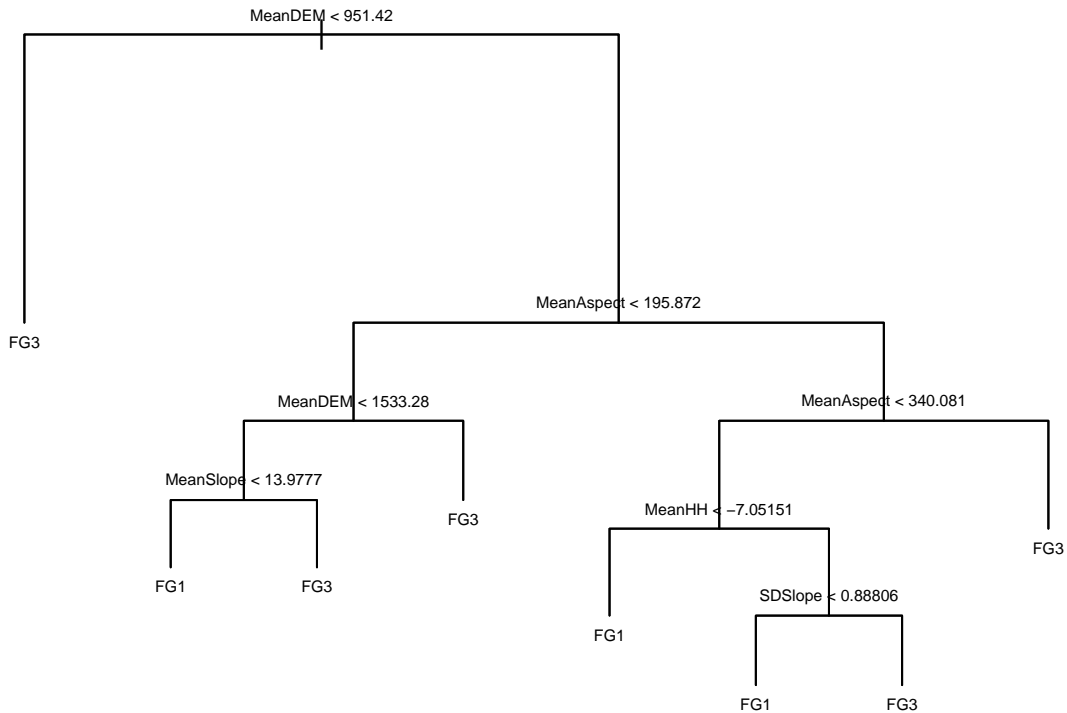 MeanDEM < 951.42
MeanAspect < 195.872
FG3
MeanDEM < 1533.28
MeanAspect < 340.081
MeanSlope < 13.9777
MeanHH < −7.05151
FG3
FG3
FG1
FG3
SDSlope < 0.88806
FG1
FG1
FG3